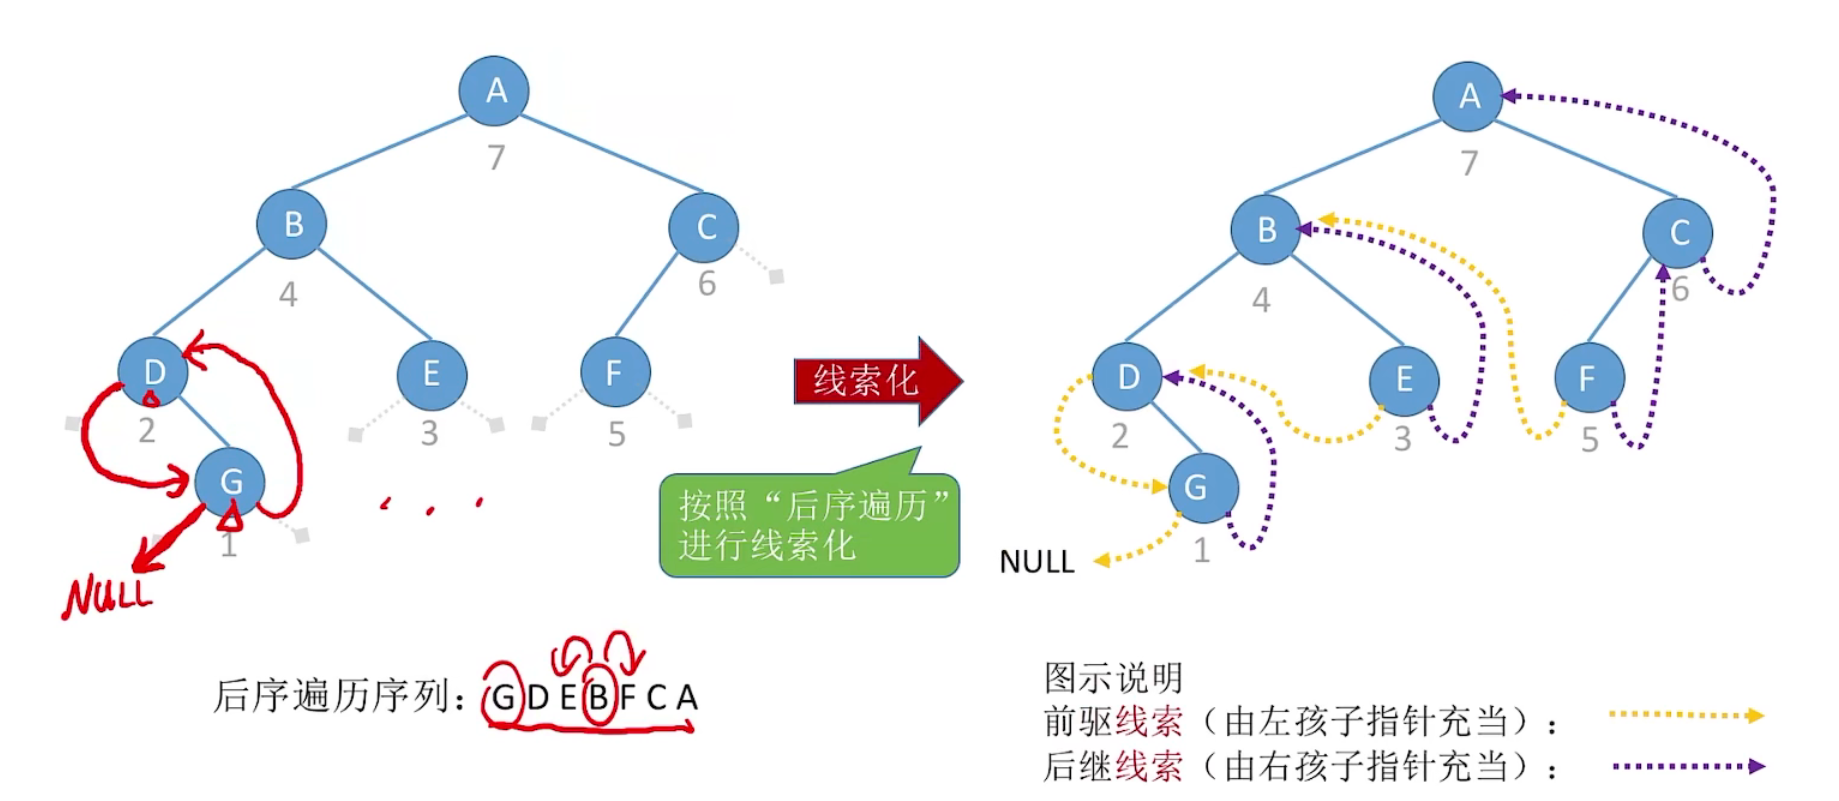 A
7
B
4
C
6
D
2
E
3
F
5
G
1
NULL
后序遍历序列：G D E B F C A
线索化
按照“后序遍历”
进行线索化
A
7
B
4
C
6
D
2
E
3
F
5
G
1
NULL
图示说明
前驱线索（由左孩子指针充当）：
后继线索（由右孩子指针充当）：